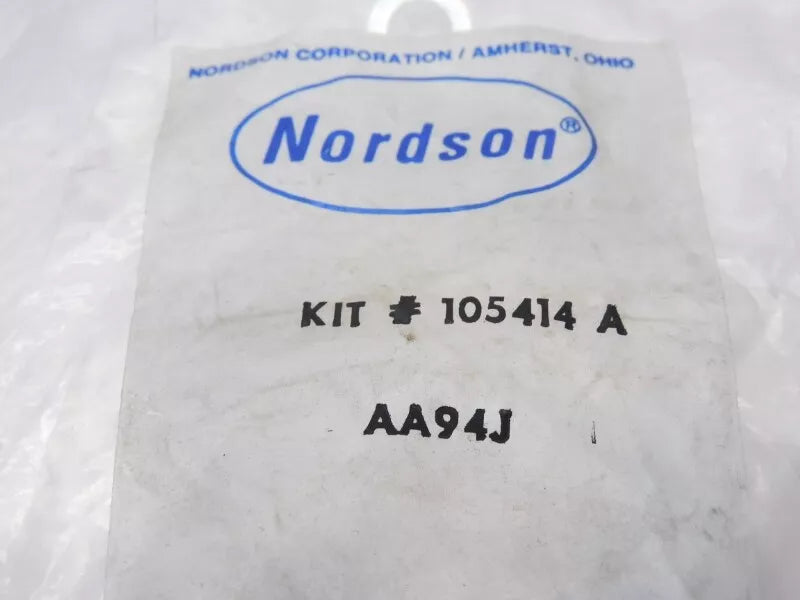 NORDSON CORPORATION / AMHERST, OHIO
Nordson®
KIT # 105414 A
AA94J